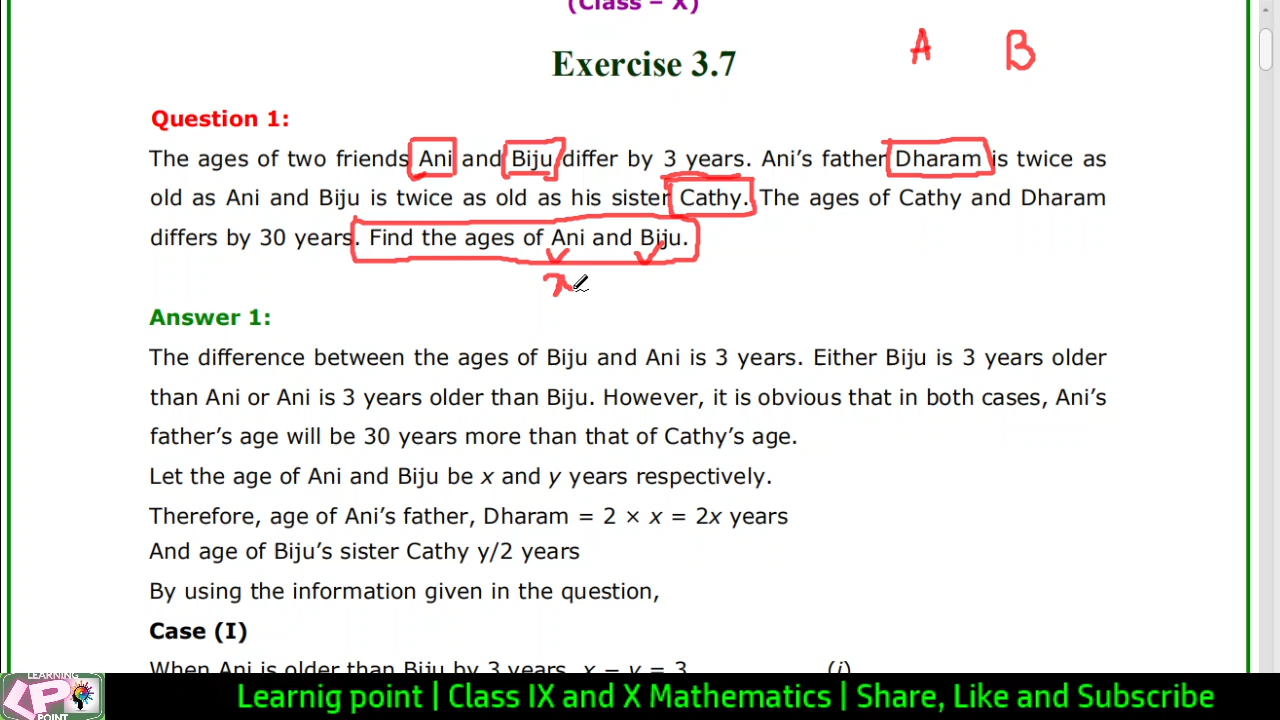 (Class – X)
A B
Exercise 3.7
Question 1:
The ages of two friends Ani and Biju differ by 3 years. Ani's father Dharam is twice as
old as Ani and Biju is twice as old as his sister Cathy. The ages of Cathy and Dharam
differs by 30 years. Find the ages of Ani and Biju.
x
Answer 1:
The difference between the ages of Biju and Ani is 3 years. Either Biju is 3 years older
than Ani or Ani is 3 years older than Biju. However, it is obvious that in both cases, Ani's
father's age will be 30 years more than that of Cathy's age.
Let the age of Ani and Biju be x and y years respectively.
Therefore, age of Ani's father, Dharam = 2 × x = 2x years
And age of Biju's sister Cathy y/2 years
By using the information given in the question,
Case (I)
When Ani is older than Biju by 3 years, x − y = 3 (i)
LEARNING
LP
POINT
Learnig point | Class IX and X Mathematics | Share, Like and Subscribe